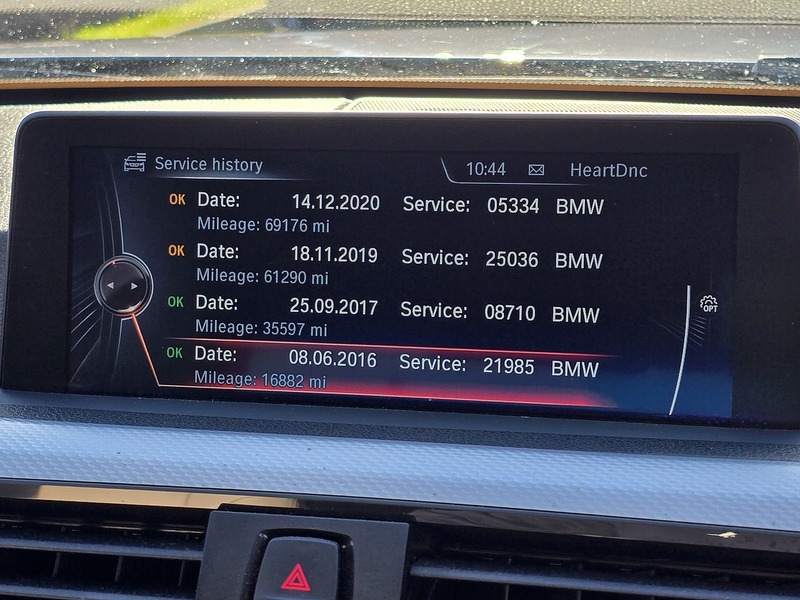 Service history 10:44 HeartDnc
OK Date: 14.12.2020 Service: 05334 BMW
Mileage: 69176 mi
OK Date: 18.11.2019 Service: 25036 BMW
Mileage: 61290 mi
OK Date: 25.09.2017 Service: 08710 BMW
Mileage: 35597 mi
OPT
OK Date: 08.06.2016 Service: 21985 BMW
Mileage: 16882 mi